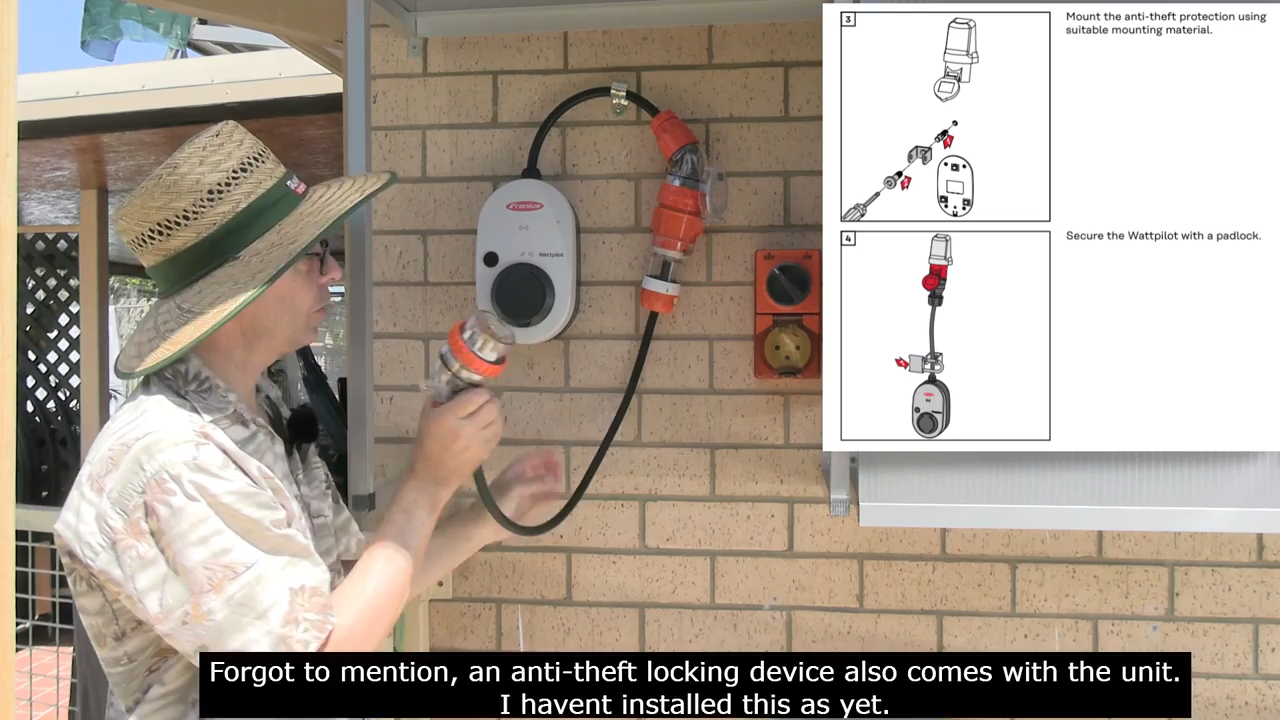 3
Mount the anti-theft protection using
suitable mounting material.
4
Secure the Wattpilot with a padlock.
Fronius
Wattpilot
Forgot to mention, an anti-theft locking device also comes with the unit.
I havent installed this as yet.